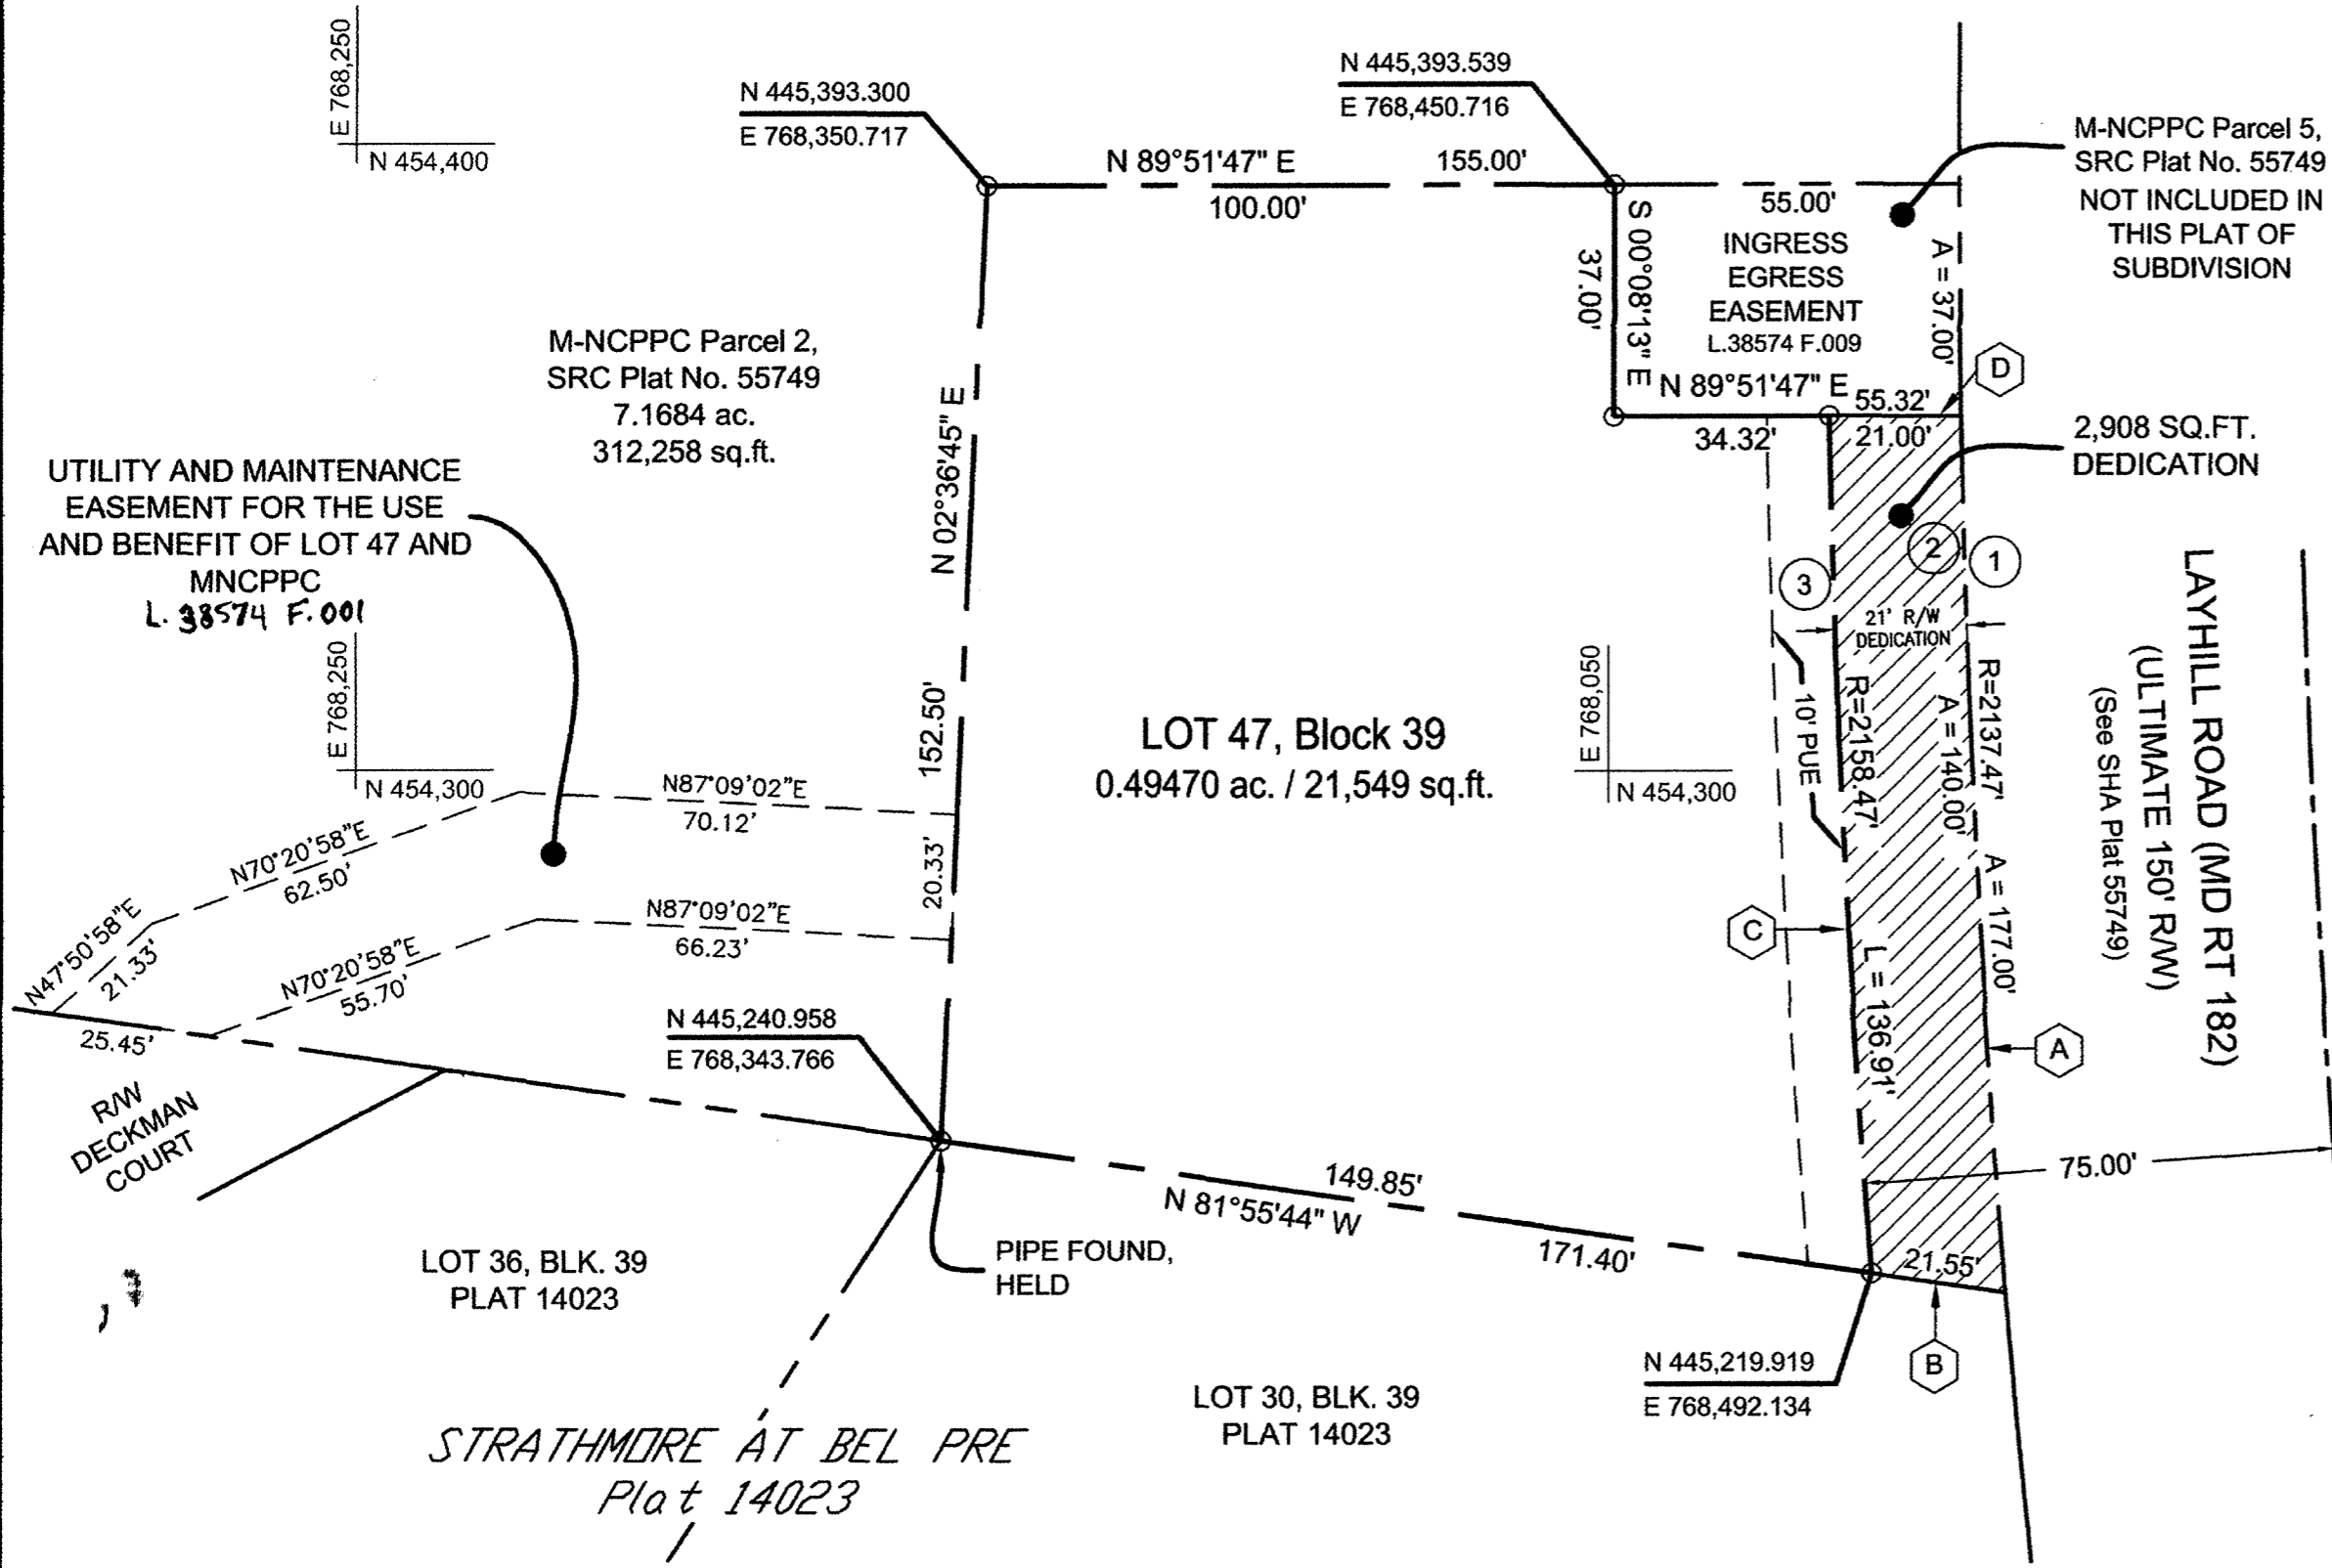 E 768,250
N 454,400
N 445,393.300
E 768,350.717
N 445,393.539
E 768,450.716
N 89°51'47" E
155.00'
100.00'
55.00'
M-NCPPC Parcel 5,
SRC Plat No. 55749
NOT INCLUDED IN
THIS PLAT OF
SUBDIVISION
S 00°08'13" E
37.00'
INGRESS
EGRESS
EASEMENT
L.38574 F.009
A = 37.00'
D
N 89°51'47" E
55.32'
34.32'
21.00'
2,908 SQ.FT.
DEDICATION
M-NCPPC Parcel 2,
SRC Plat No. 55749
7.1684 ac.
312,258 sq.ft.
N 02°36'45" E
152.50'
20.33'
UTILITY AND MAINTENANCE
EASEMENT FOR THE USE
AND BENEFIT OF LOT 47 AND
MNCPPC
L. 38574 F. 001
E 768,250
N 454,300
LOT 47, Block 39
0.49470 ac. / 21,549 sq.ft.
E 768,050
N 454,300
3
2
1
21' R/W
DEDICATION
10' PUE
R=2158.47'
L = 136.91'
A = 140.00'
R=2137.47'
A = 177.00'
LAYHILL ROAD (MD RT 182)
(ULTIMATE 150' R/W)
(See SHA Plat 55749)
C
A
N87°09'02"E
70.12'
N70°20'58"E
62.50'
N47°50'58"E
21.33'
N87°09'02"E
66.23'
N70°20'58"E
55.70'
25.45'
R/W
DECKMAN
COURT
N 445,240.958
E 768,343.766
149.85'
N 81°55'44" W
171.40'
75.00'
21.55'
B
PIPE FOUND,
HELD
LOT 36, BLK. 39
PLAT 14023
N 445,219.919
E 768,492.134
LOT 30, BLK. 39
PLAT 14023
STRATHMORE AT BEL PRE
Plat 14023